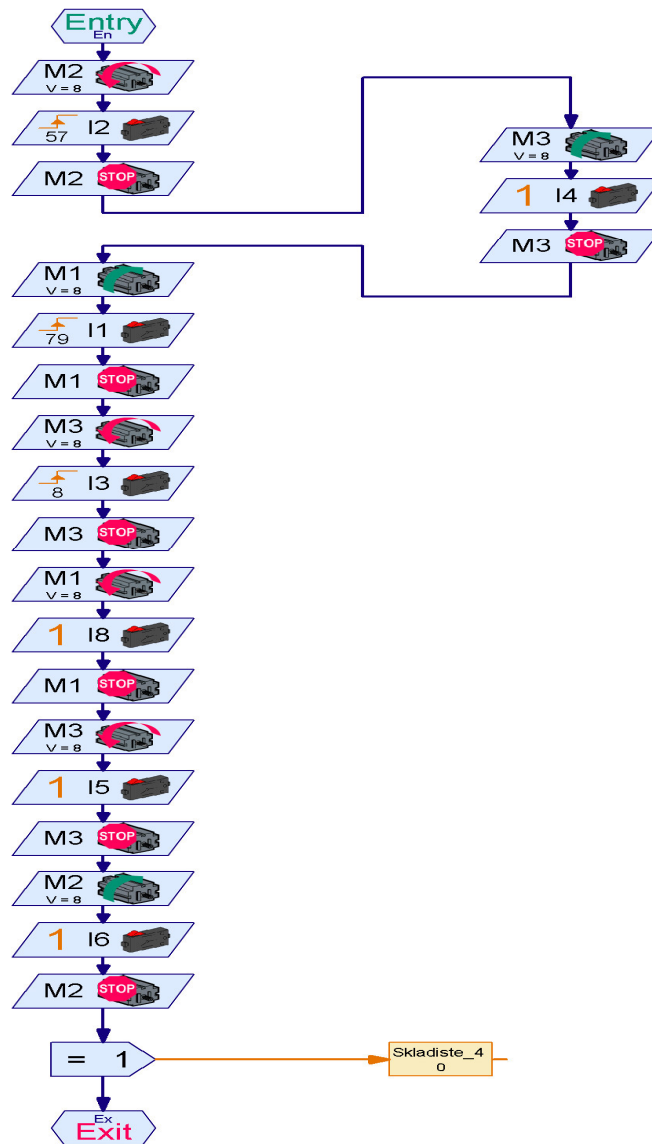 Entry
En
M2
V = 8
57 I2
M2 STOP
M3
V = 8
1 I4
M3 STOP
M1
V = 8
79 I1
M1 STOP
M3
V = 8
8 I3
M3 STOP
M1
V = 8
1 I8
M1 STOP
M3
V = 8
1 I5
M3 STOP
M2
V = 8
1 I6
M2 STOP
= 1
Skladiste_4
0
Ex
Exit